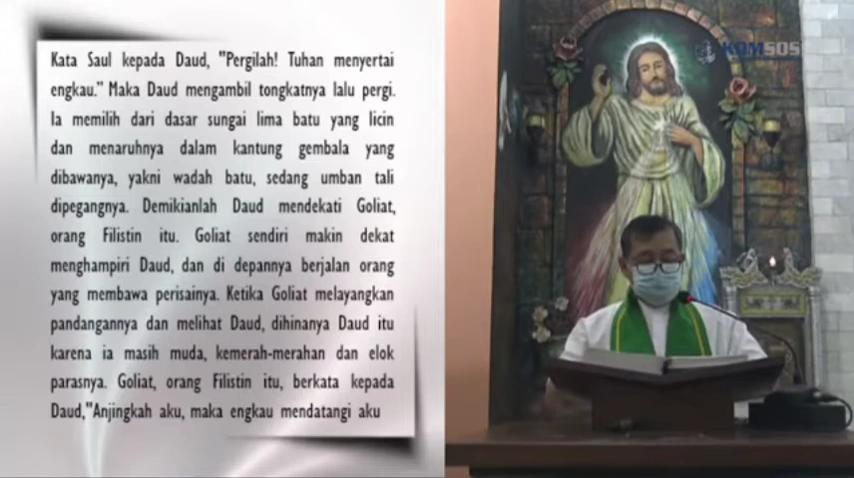 Kata Saul kepada Daud, "Pergilah! Tuhan menyertai
engkau." Maka Daud mengambil tongkatnya lalu pergi.
Ia memilih dari dasar sungai lima batu yang licin
dan menaruhnya dalam kantung gembala yang
dibawanya, yakni wadah batu, sedang umban tali
dipegangnya. Demikianlah Daud mendekati Goliat,
orang Filistin itu. Goliat sendiri makin dekat
menghampiri Daud, dan di depannya berjalan orang
yang membawa perisainya. Ketika Goliat melayangkan
pandangannya dan melihat Daud, dihinanya Daud itu
karena ia masih muda, kemerah-merahan dan elok
parasnya. Goliat, orang Filistin itu, berkata kepada
Daud,"Anjingkah aku, maka engkau mendatangi aku
KOMSOS